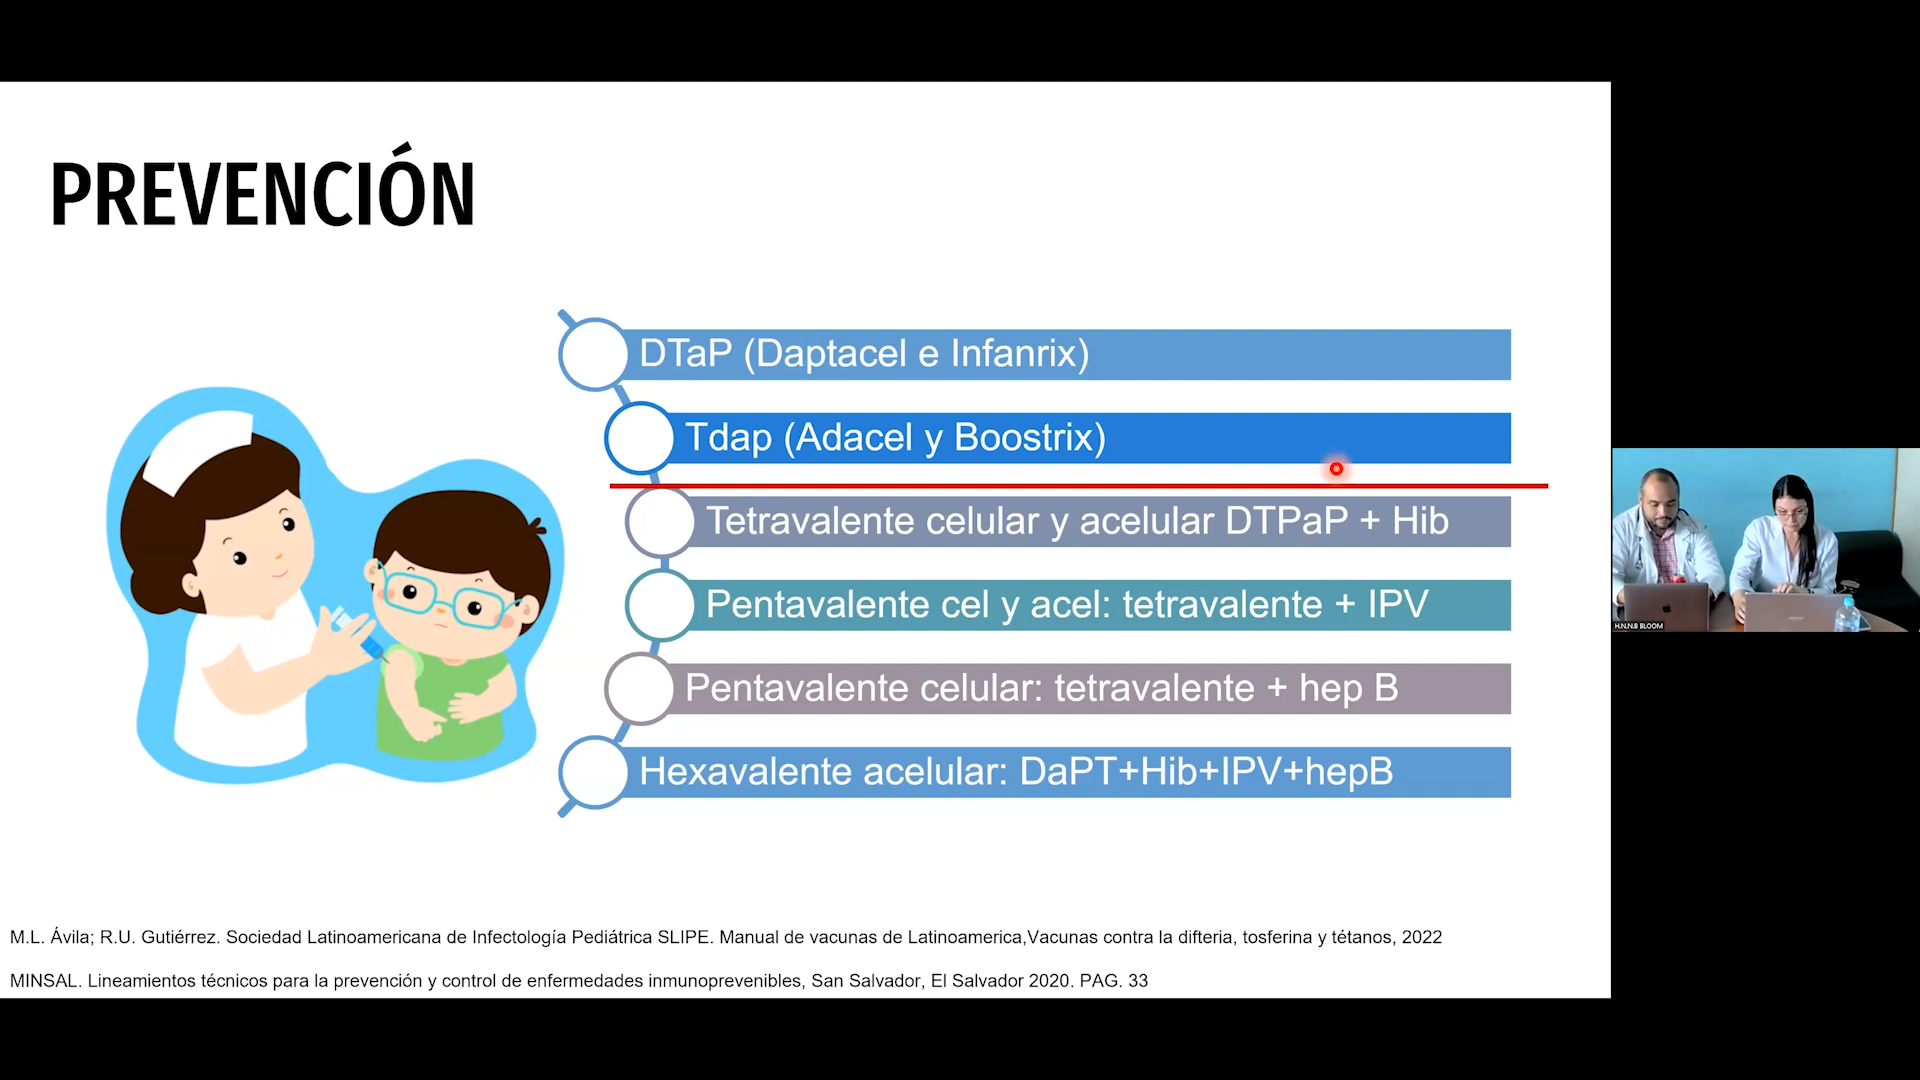 PREVENCIÓN
DTaP (Daptacel e Infanrix)
Tdap (Adacel y Boostrix)
Tetravalente celular y acelular DTPaP + Hib
Pentavalente cel y acel: tetravalente + IPV
Pentavalente celular: tetravalente + hep B
Hexavalente acelular: DaPT+Hib+IPV+hepB
H.N.N.B BLOOM
M.L. Ávila; R.U. Gutiérrez. Sociedad Latinoamericana de Infectología Pediátrica SLIPE. Manual de vacunas de Latinoamerica,Vacunas contra la difteria, tosferina y tétanos, 2022
MINSAL. Lineamientos técnicos para la prevención y control de enfermedades inmunoprevenibles, San Salvador, El Salvador 2020. PAG. 33